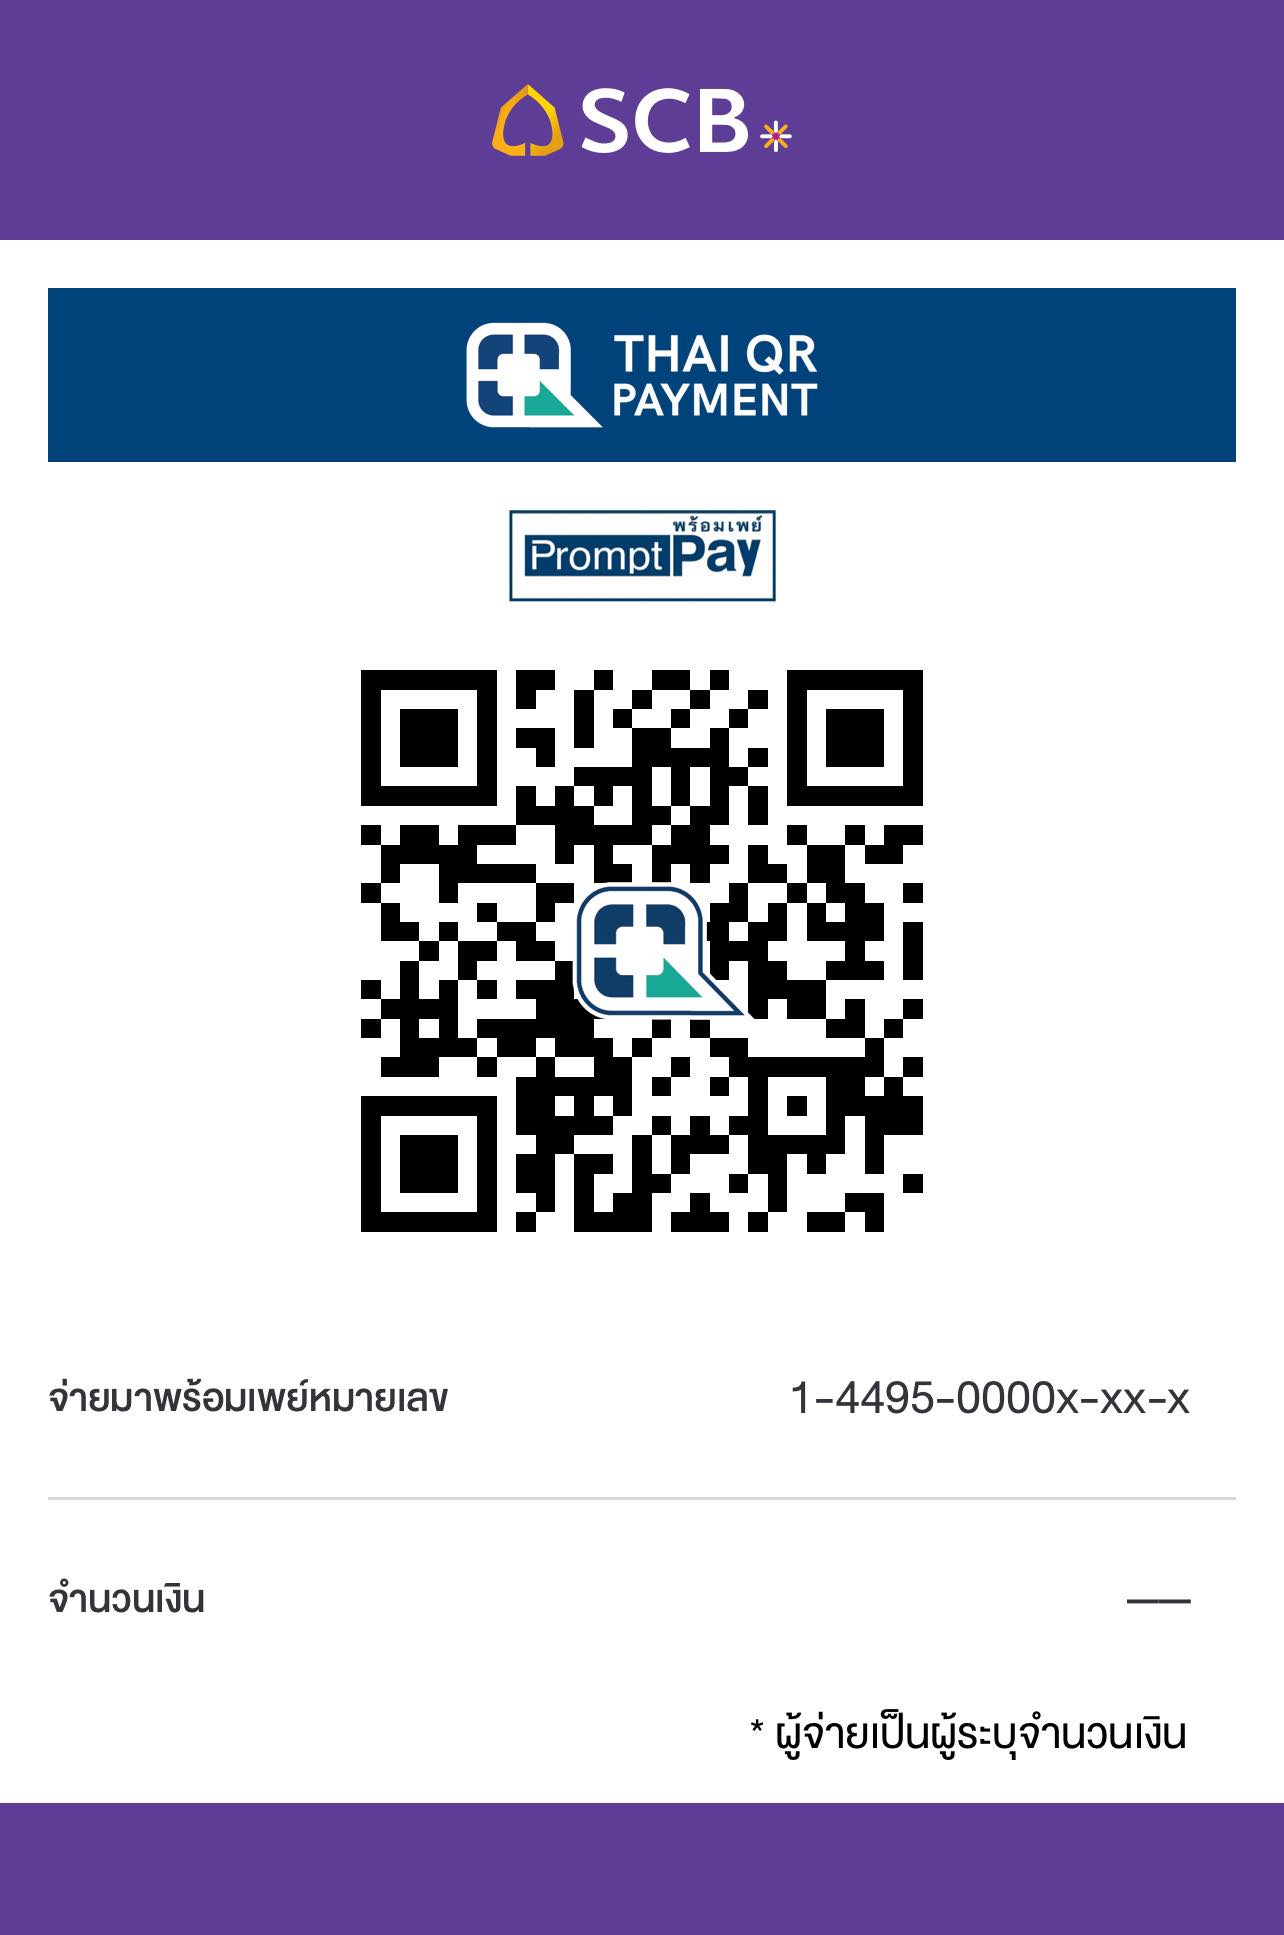 SCB
THAI QR
PAYMENT
พร้อมเพย์
PromptPay
จ่ายมาพร้อมเพย์หมายเลข 1-4495-0000x-xx-x
จำนวนเงิน ——
* ผู้จ่ายเป็นผู้ระบุจำนวนเงิน